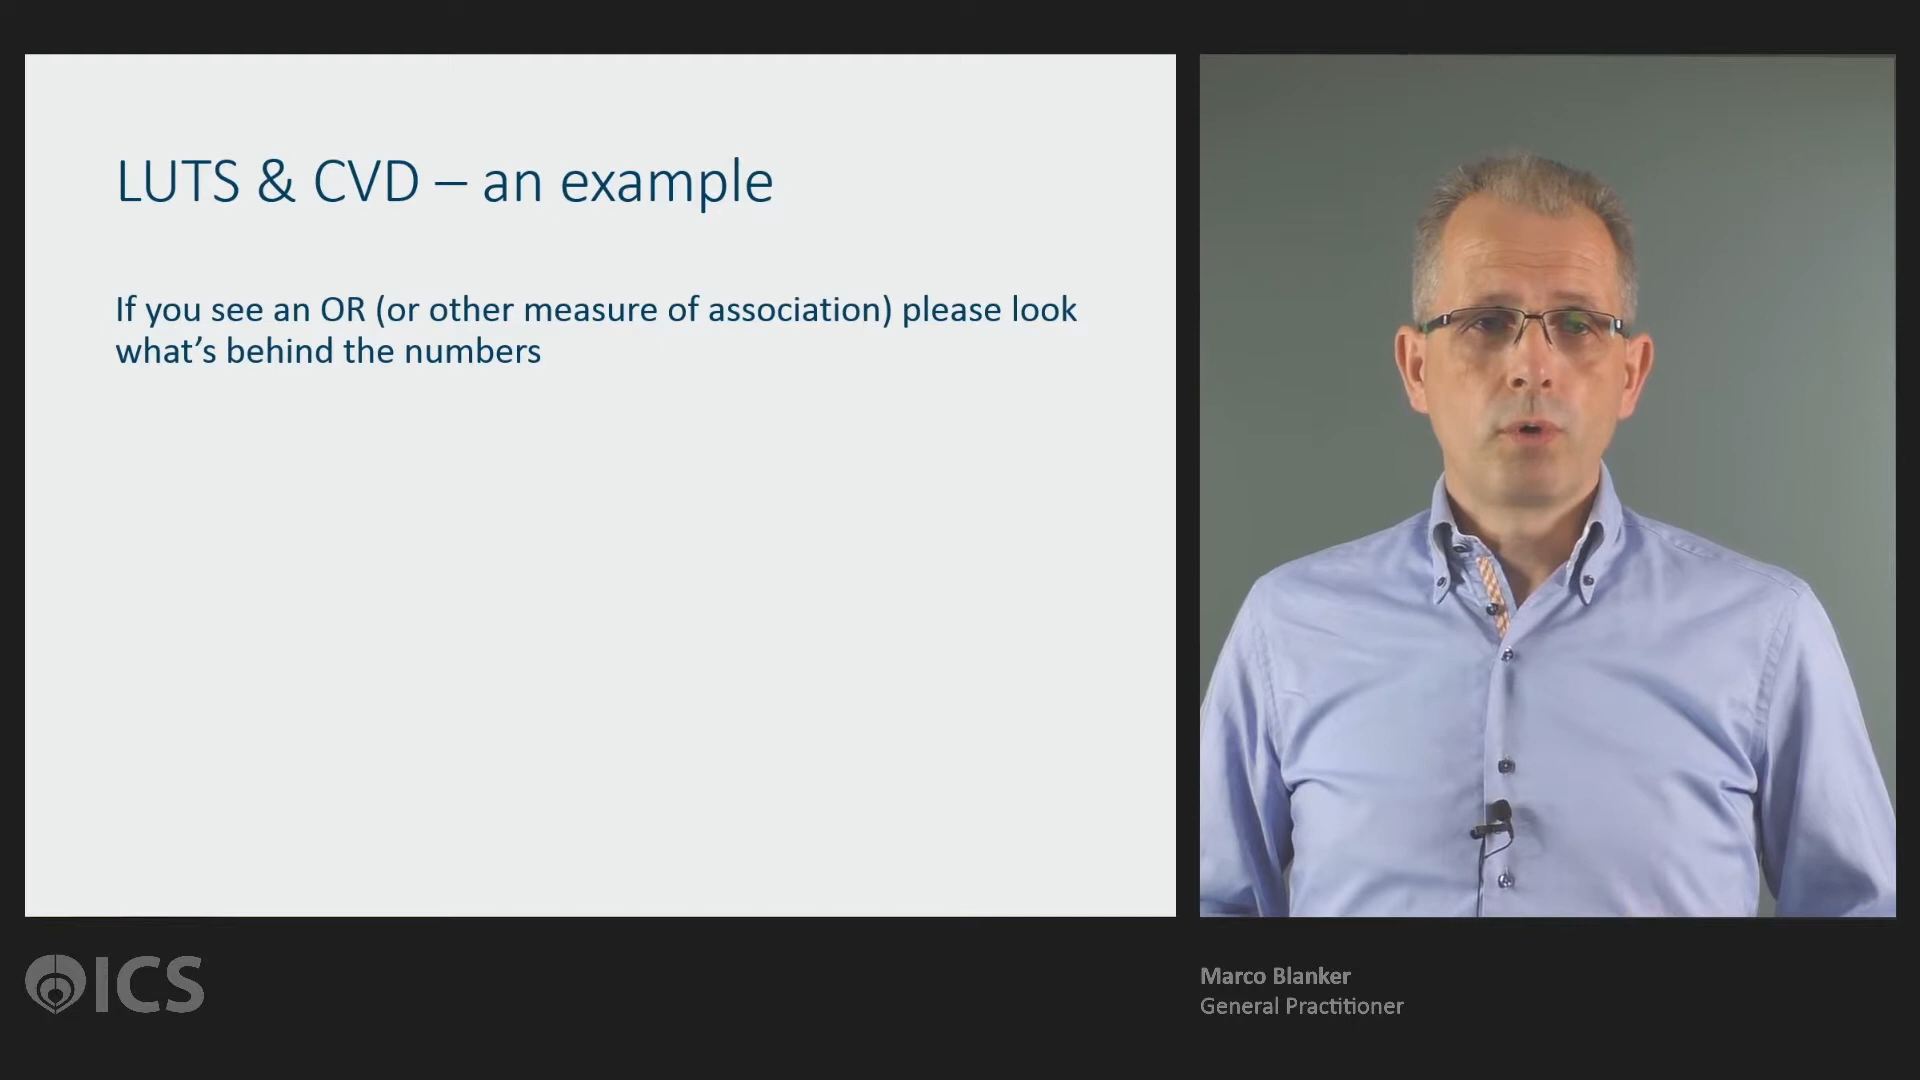 LUTS & CVD – an example
If you see an OR (or other measure of association) please look
what’s behind the numbers
ICS
Marco Blanker
General Practitioner